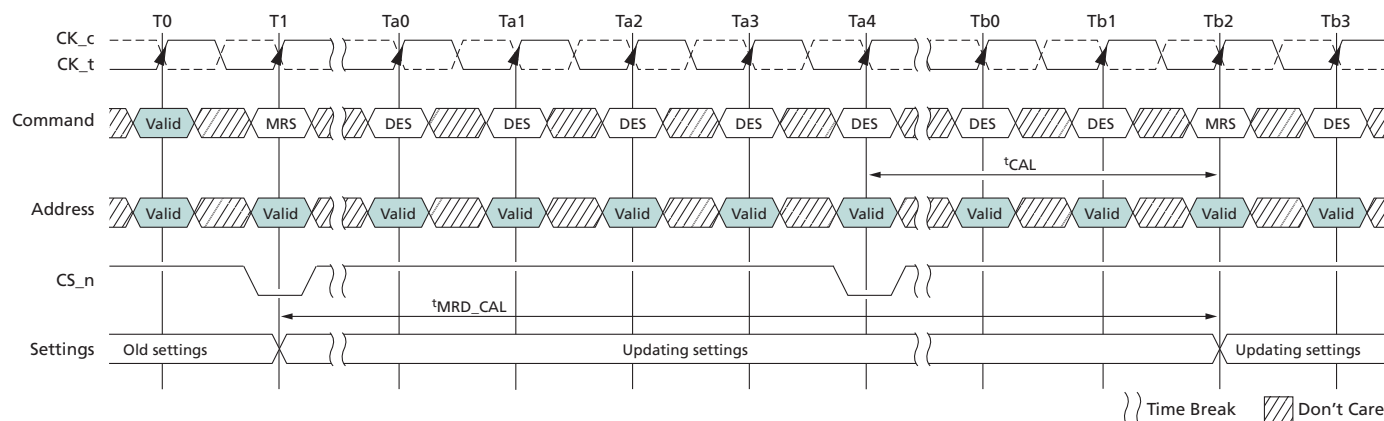 T0 T1 Ta0 Ta1 Ta2 Ta3 Ta4 Tb0 Tb1 Tb2 Tb3
CK_c
CK_t
Command Valid MRS DES DES DES DES DES DES DES MRS DES
tCAL
Address Valid Valid Valid Valid Valid Valid Valid Valid Valid Valid Valid
CS_n
tMRD_CAL
Settings Old settings Updating settings Updating settings
Time Break Don't Care